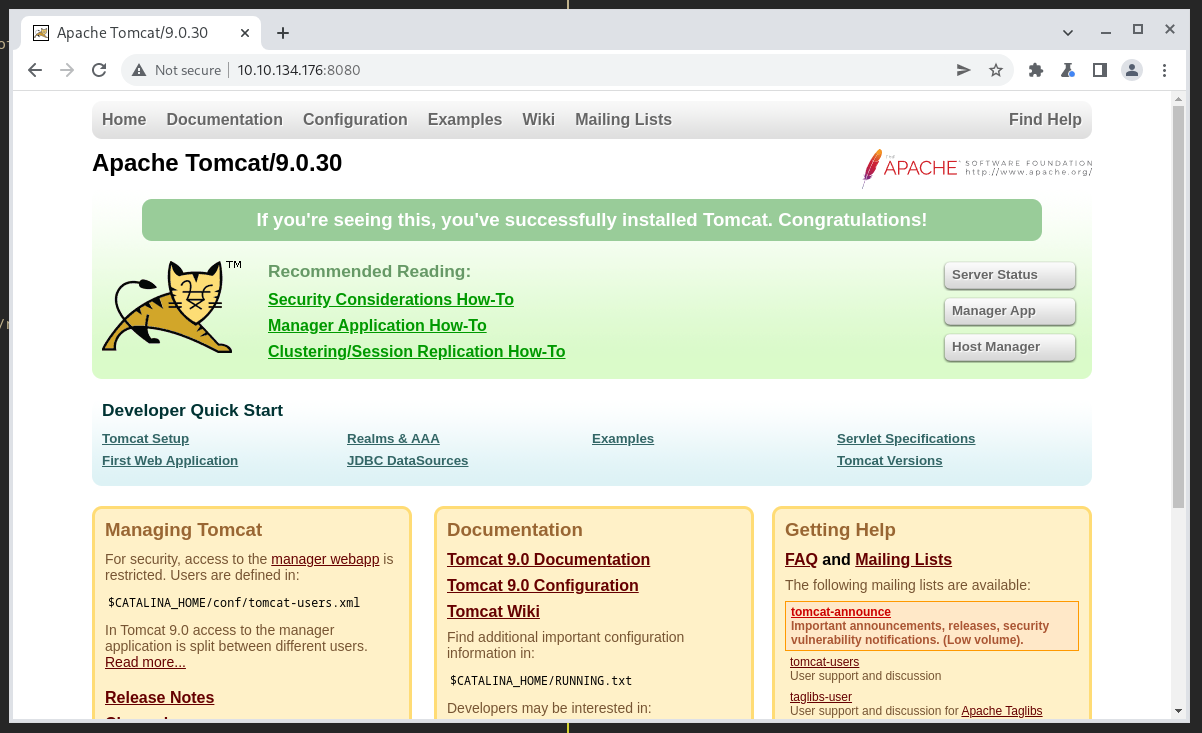 Apache Tomcat/9.0.30
Not secure 10.10.134.176:8080
Home Documentation Configuration Examples Wiki Mailing Lists Find Help
Apache Tomcat/9.0.30
THE APACHE SOFTWARE FOUNDATION
http://www.apache.org/
If you're seeing this, you've successfully installed Tomcat. Congratulations!
TM
Recommended Reading:
Security Considerations How-To
Manager Application How-To
Clustering/Session Replication How-To
Server Status
Manager App
Host Manager
Developer Quick Start
Tomcat Setup Realms & AAA Examples Servlet Specifications
First Web Application JDBC DataSources Tomcat Versions
Managing Tomcat
For security, access to the manager webapp is
restricted. Users are defined in:
$CATALINA_HOME/conf/tomcat-users.xml
In Tomcat 9.0 access to the manager
application is split between different users.
Read more...
Release Notes
Documentation
Tomcat 9.0 Documentation
Tomcat 9.0 Configuration
Tomcat Wiki
Find additional important configuration
information in:
$CATALINA_HOME/RUNNING.txt
Developers may be interested in:
Getting Help
FAQ and Mailing Lists
The following mailing lists are available:
tomcat-announce
Important announcements, releases, security
vulnerability notifications. (Low volume).
tomcat-users
User support and discussion
taglibs-user
User support and discussion for Apache Taglibs